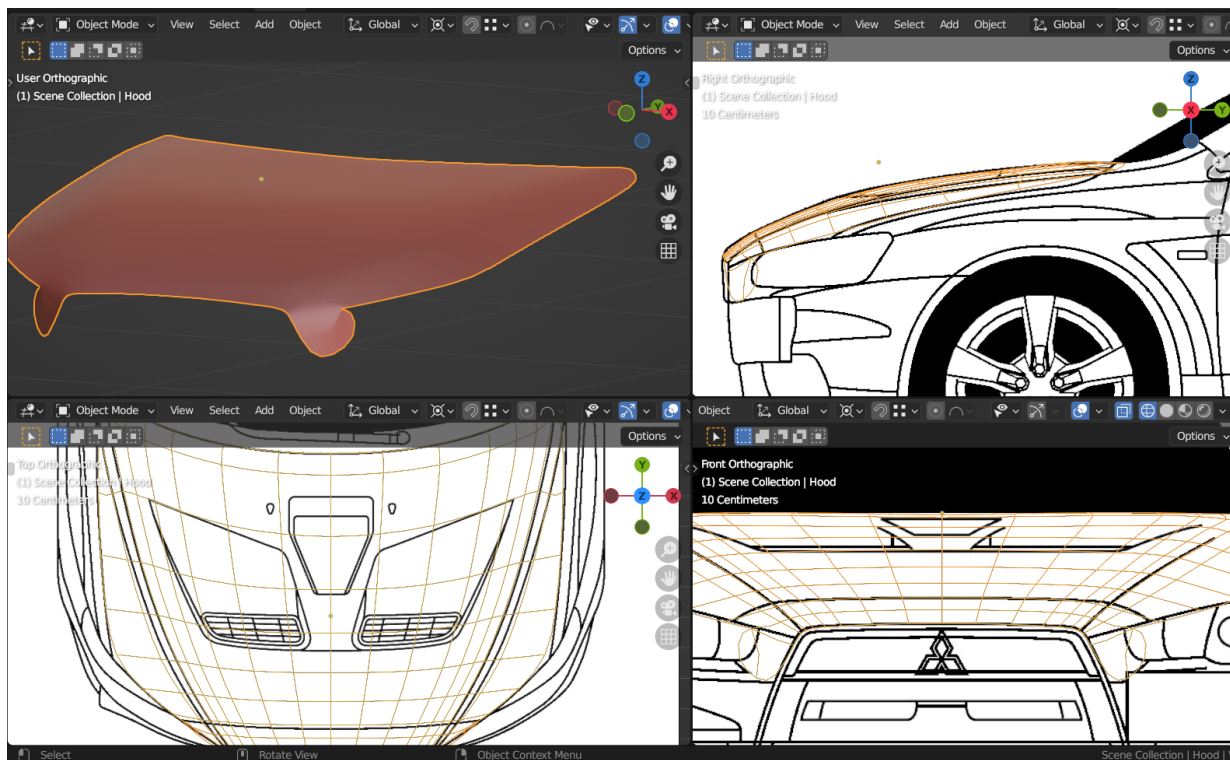 Object Mode View Select Add Object Global
Options
User Orthographic
(1) Scene Collection | Hood
Z
Y
X
Object Mode View Select Add Object Global
Options
Right Orthographic
(1) Scene Collection | Hood
10 Centimeters
Z
X
Y
Object Mode View Select Add Object Global
Options
Top Orthographic
(1) Scene Collection | Hood
10 Centimeters
Y
Z
X
Object Global
Options
Front Orthographic
(1) Scene Collection | Hood
10 Centimeters
Select Rotate View Object Context Menu Scene Collection | Hood |